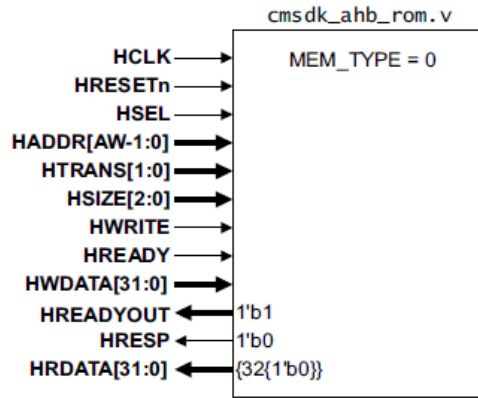 cmsdk_ahb_rom.v
MEM_TYPE = 0
HCLK
HRESETn
HSEL
HADDR[AW-1:0]
HTRANS[1:0]
HSIZE[2:0]
HWRITE
HREADY
HWDATA[31:0]
HREADYOUT 1'b1
HRESP 1'b0
HRDATA[31:0] {32{1'b0}}